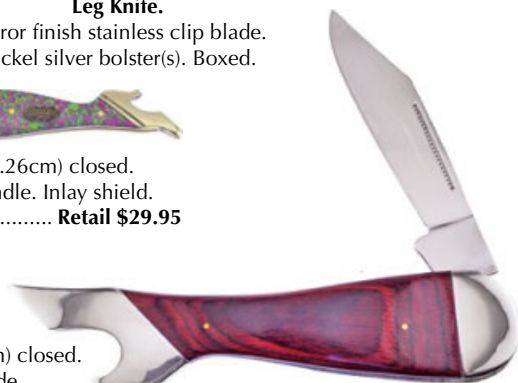 Leg Knife.
ror finish stainless clip blade.
ckel silver bolster(s). Boxed.
.26cm) closed.
dle. Inlay shield.
......... Retail $29.95
) closed.